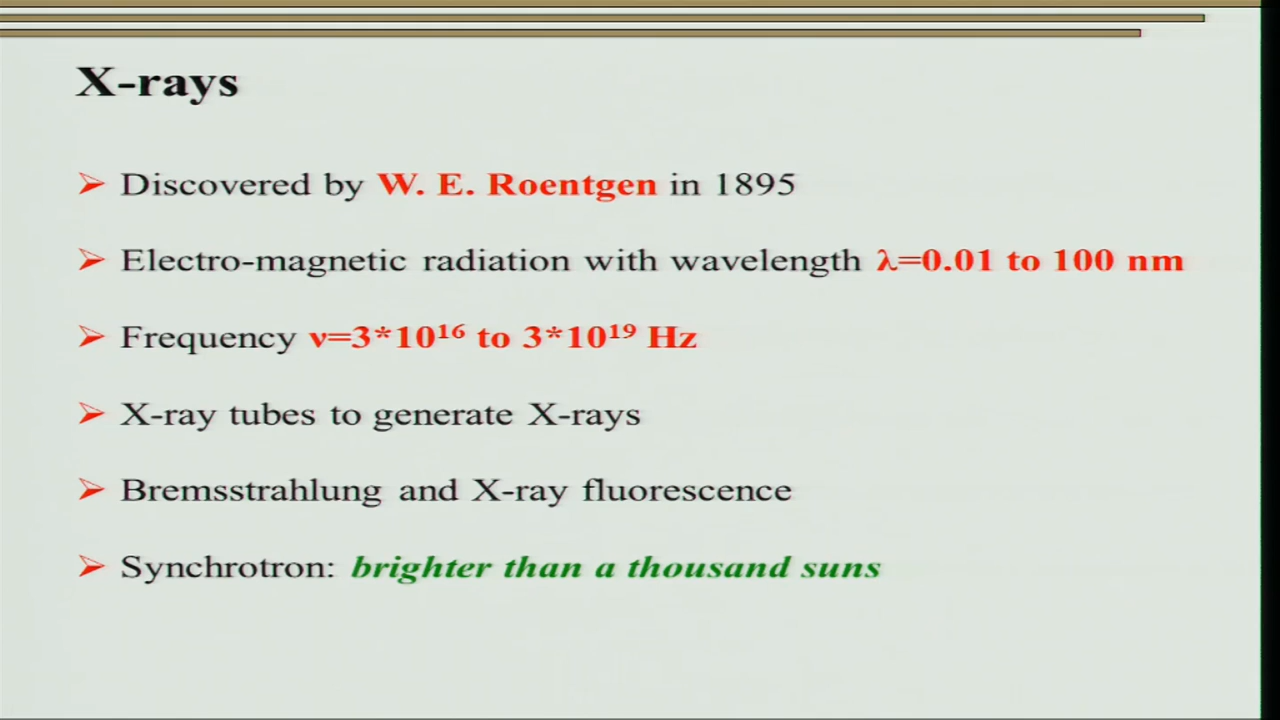 X-rays
Discovered by W. E. Roentgen in 1895
Electro-magnetic radiation with wavelength λ=0.01 to 100 nm
Frequency ν=3*10¹⁶ to 3*10¹⁹ Hz
X-ray tubes to generate X-rays
Bremsstrahlung and X-ray fluorescence
Synchrotron: brighter than a thousand suns